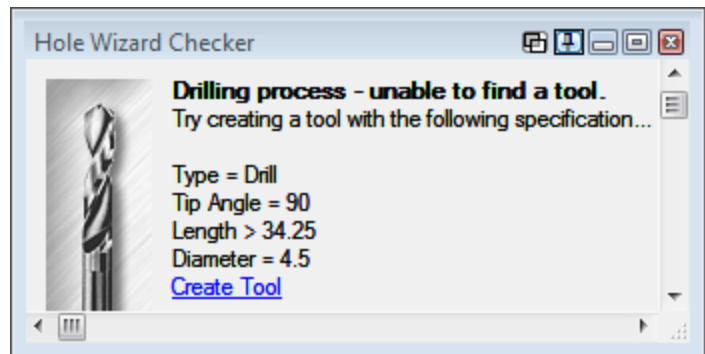 Hole Wizard Checker
Drilling process - unable to find a tool.
Try creating a tool with the following specification...
Type = Drill
Tip Angle = 90
Length > 34.25
Diameter = 4.5
Create Tool